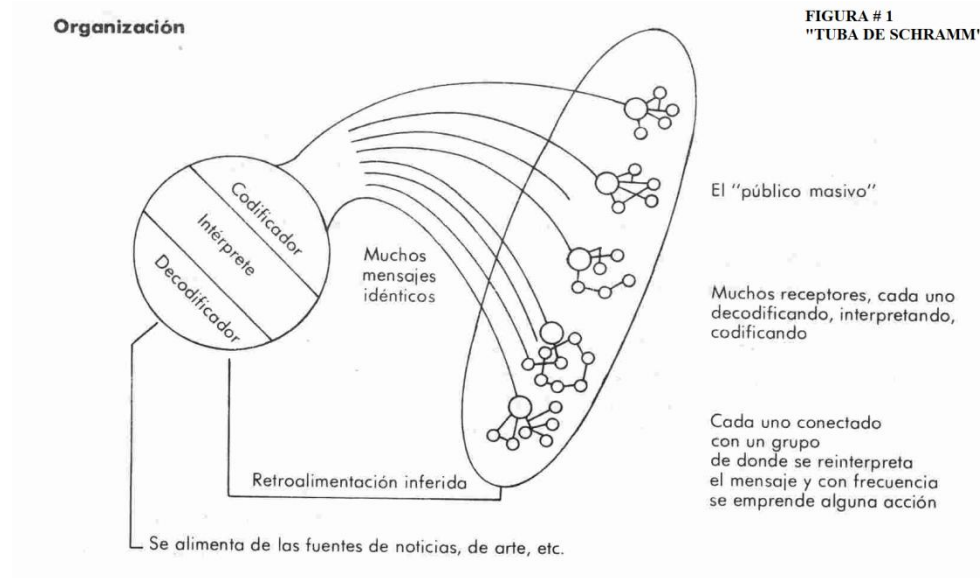 Organización
FIGURA # 1
"TUBA DE SCHRAMM"
Codificador
Intérprete
Decodificador
Muchos
mensajes
idénticos
El "público masivo"
Muchos receptores, cada uno
decodificando, interpretando,
codificando
Cada uno conectado
con un grupo
de donde se reinterpreta
el mensaje y con frecuencia
se emprende alguna acción
Retroalimentación inferida
Se alimenta de las fuentes de noticias, de arte, etc.